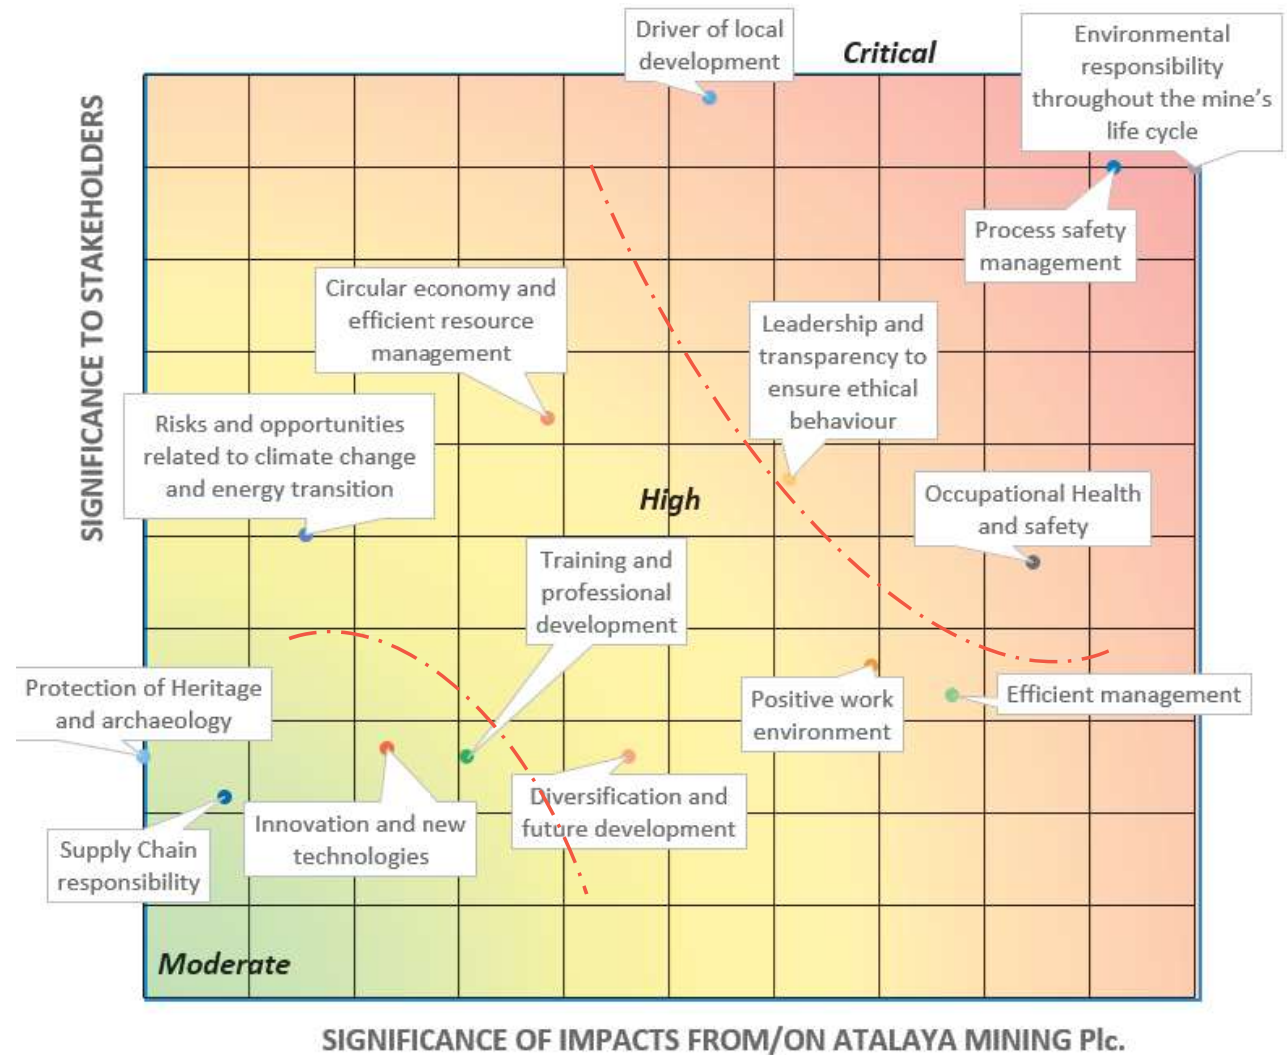 Driver of local
development
Critical
Environmental
responsibility
throughout the mine's
life cycle
Process safety
management
SIGNIFICANCE TO STAKEHOLDERS
Circular economy and
efficient resource
management
Leadership and
transparency to
ensure ethical
behaviour
Risks and opportunities
related to climate change
and energy transition
High
Occupational Health
and safety
Training and
professional
development
Protection of Heritage
and archaeology
Positive work
environment
Efficient management
Diversification and
future development
Innovation and new
technologies
Supply Chain
responsibility
Moderate
SIGNIFICANCE OF IMPACTS FROM/ON ATALAYA MINING Plc.